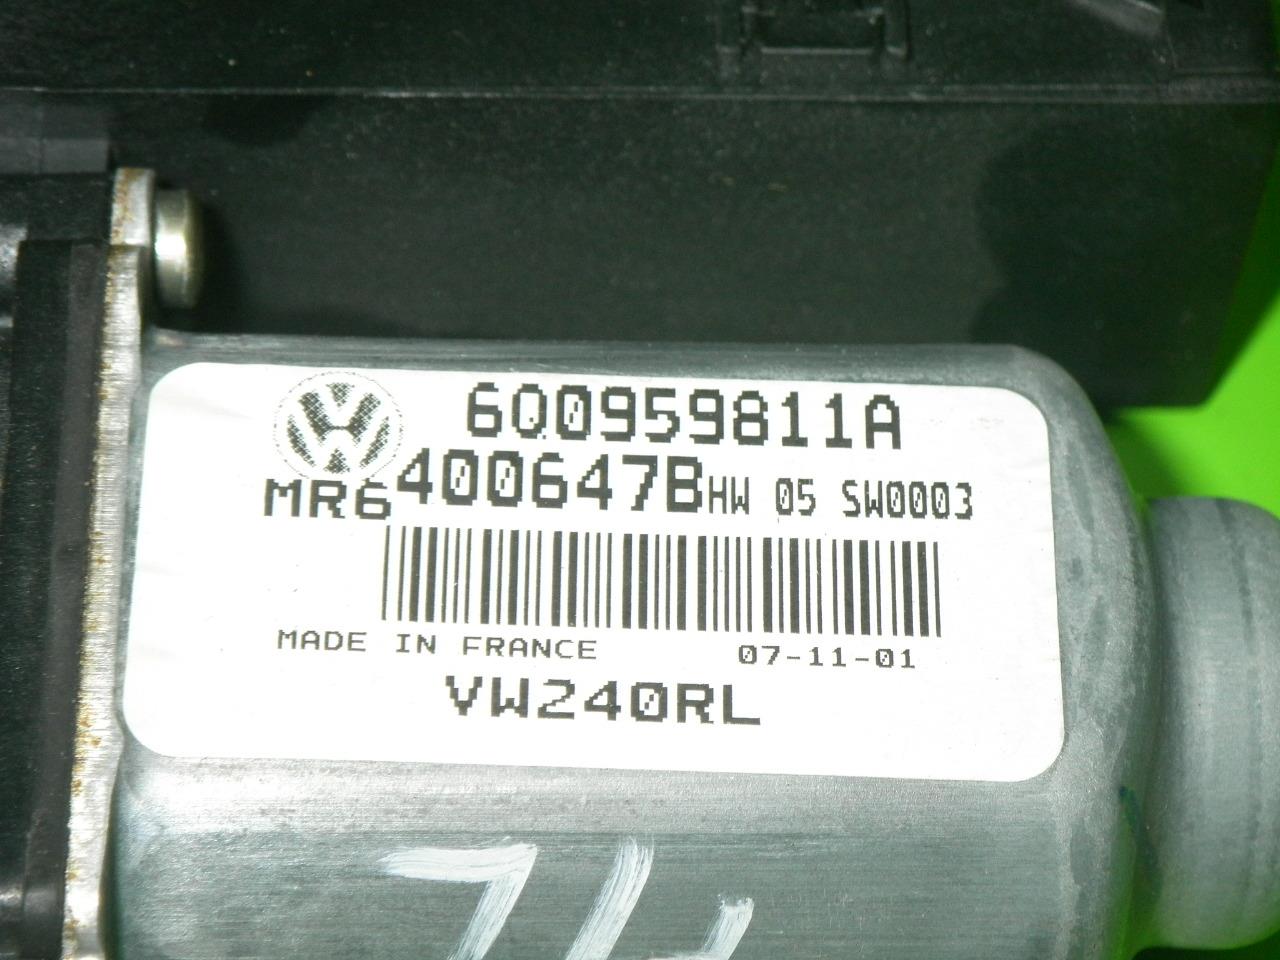 6Q0959811A
MR6 400647B HW 05 SW0003
MADE IN FRANCE 07-11-01
VW240RL